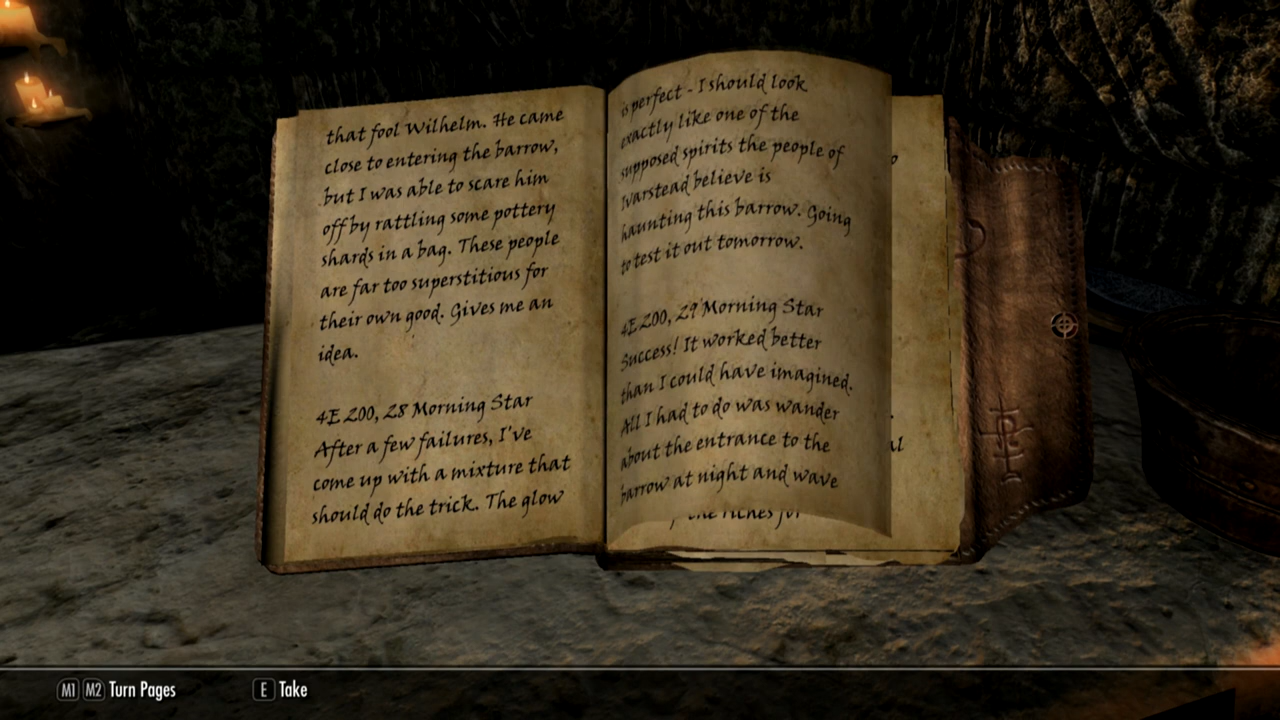 that fool Wilhelm. He came
close to entering the barrow,
but I was able to scare him
off by rattling some pottery
shards in a bag. These people
are far too superstitious for
their own good. Gives me an
idea.
4E 200, 28 Morning Star
After a few failures, I've
come up with a mixture that
should do the trick. The glow
is perfect - I should look
exactly like one of the
supposed spirits the people of
Ivarstead believe is
haunting this barrow. Going
to test it out tomorrow.
4E 200, 29 Morning Star
Success! It worked better
than I could have imagined.
All I had to do was wander
about the entrance to the
barrow at night and wave
the riches for
M1 M2 Turn Pages
E Take